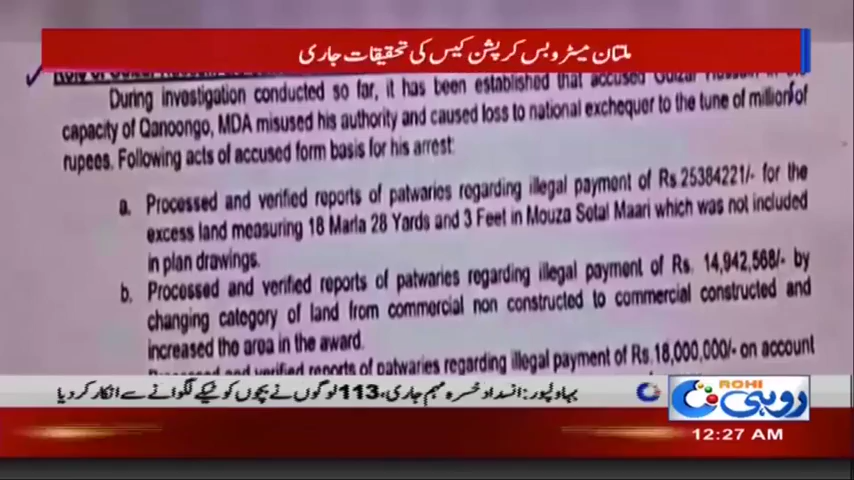 ملتان میٹرو بس کرپشن کیس کی تحقیقات جاری
During investigation conducted so far, it has been established that accused Gulzar Hussain in
capacity of Qanoongo, MDA misused his authority and caused loss to national exchequer to the tune of million of
rupees. Following acts of accused form basis for his arrest:
a. Processed and verified reports of patwaries regarding illegal payment of Rs.25384221/- for the
excess land measuring 18 Marla 28 Yards and 3 Feet in Mouza Sotal Maari which was not included
in plan drawings.
b. Processed and verified reports of patwaries regarding illegal payment of Rs. 14,942,568/- by
changing category of land from commercial non constructed to commercial constructed and
increased the area in the award.
Processed and verified reports of patwaries regarding illegal payment of Rs.18,000,000/- on account
بہاولپور: انسداد خسرہ مہم جاری، 113 لوگوں نے بچوں کو ٹیکے لگوانے سے انکار کر دیا
ROHI
روہی
12:27 AM